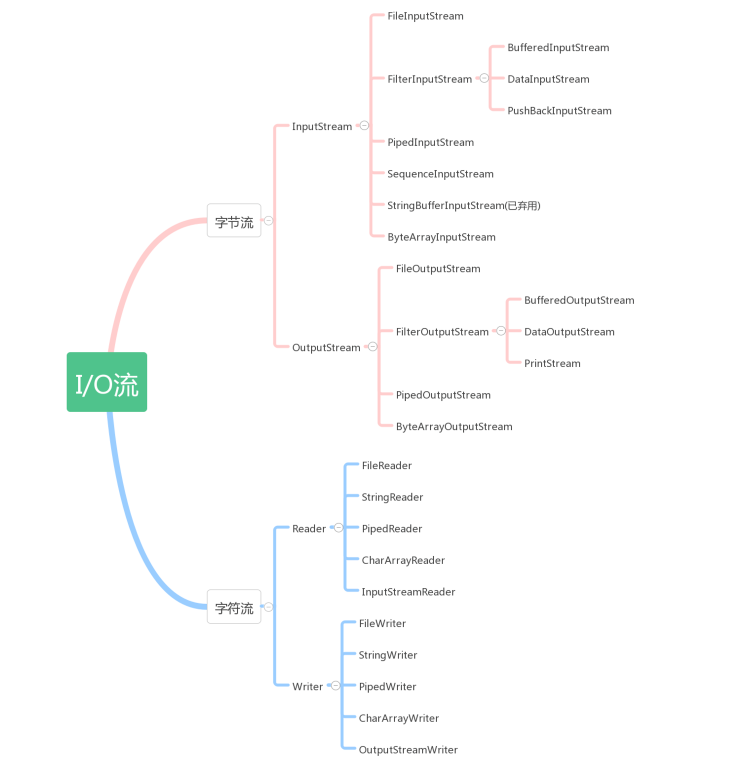 I/O流
字节流
InputStream
FileInputStream
FilterInputStream
BufferedInputStream
DataInputStream
PushBackInputStream
PipedInputStream
SequenceInputStream
StringBufferInputStream(已弃用)
ByteArrayInputStream
OutputStream
FileOutputStream
FilterOutputStream
BufferedOutputStream
DataOutputStream
PrintStream
PipedOutputStream
ByteArrayOutputStream
字符流
Reader
FileReader
StringReader
PipedReader
CharArrayReader
InputStreamReader
Writer
FileWriter
StringWriter
PipedWriter
CharArrayWriter
OutputStreamWriter